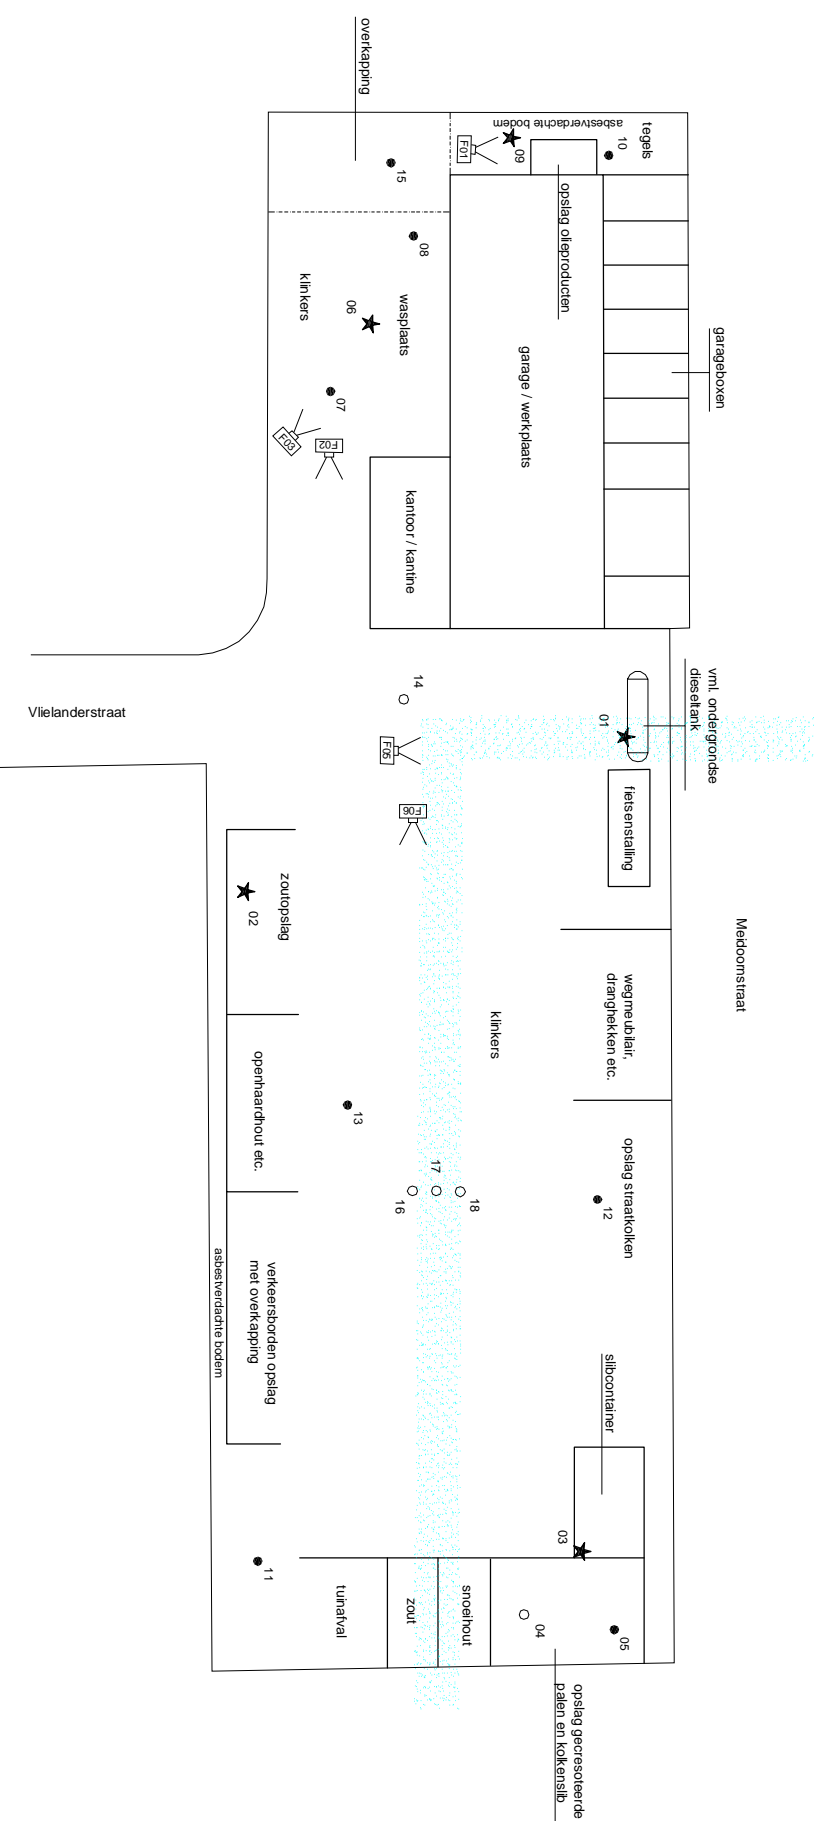 overkapping
tegels
asbestverdachte bodem
10
09
F01
15
opslag olieproducten
08
klinkers
wasplaats
06
garageboxen
garage / werkplaats
07
F03
F02
kantoor / kantine
vml. ondergrondse
dieseltank
14
01
Vlielanderstraat
F05
F06
fietsenstalling
zoutopslag
02
Meidoornstraat
wegmeubilair,
dranghekken etc.
klinkers
openhaardhout etc.
13
opslag straatkolken
12
17
16
18
asbestverdachte bodem
verkeersborden opslag
met overkapping
slibcontainer
03
11
tuinafval
zout
snoeihout
04
05
opslag gecresoteerde
palen en kolkenslib